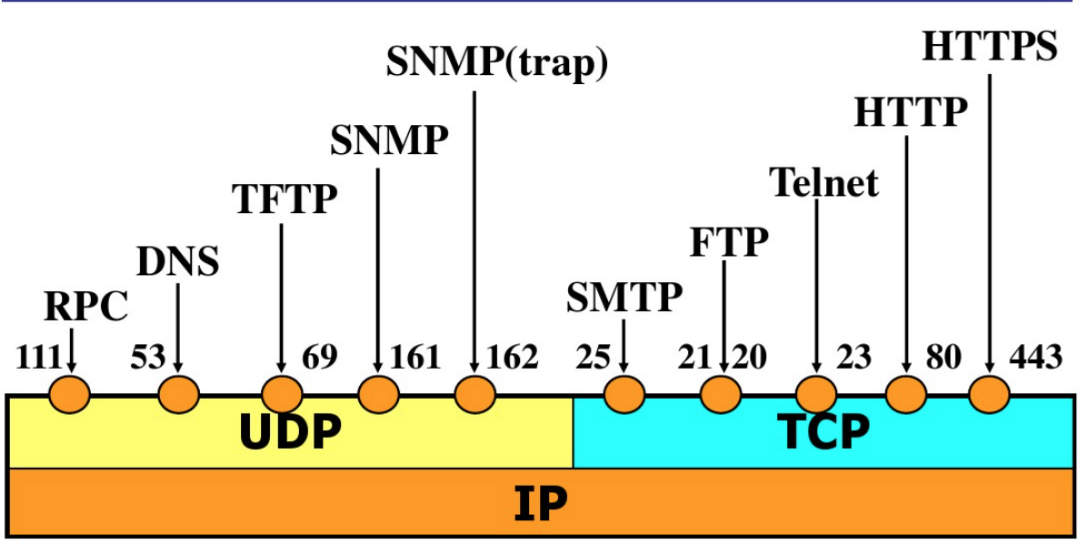 HTTPS
SNMP(trap)
HTTP
SNMP
Telnet
TFTP
FTP
DNS
SMTP
RPC
111 53 69 161 162 25 21 20 23 80 443
UDP TCP
IP